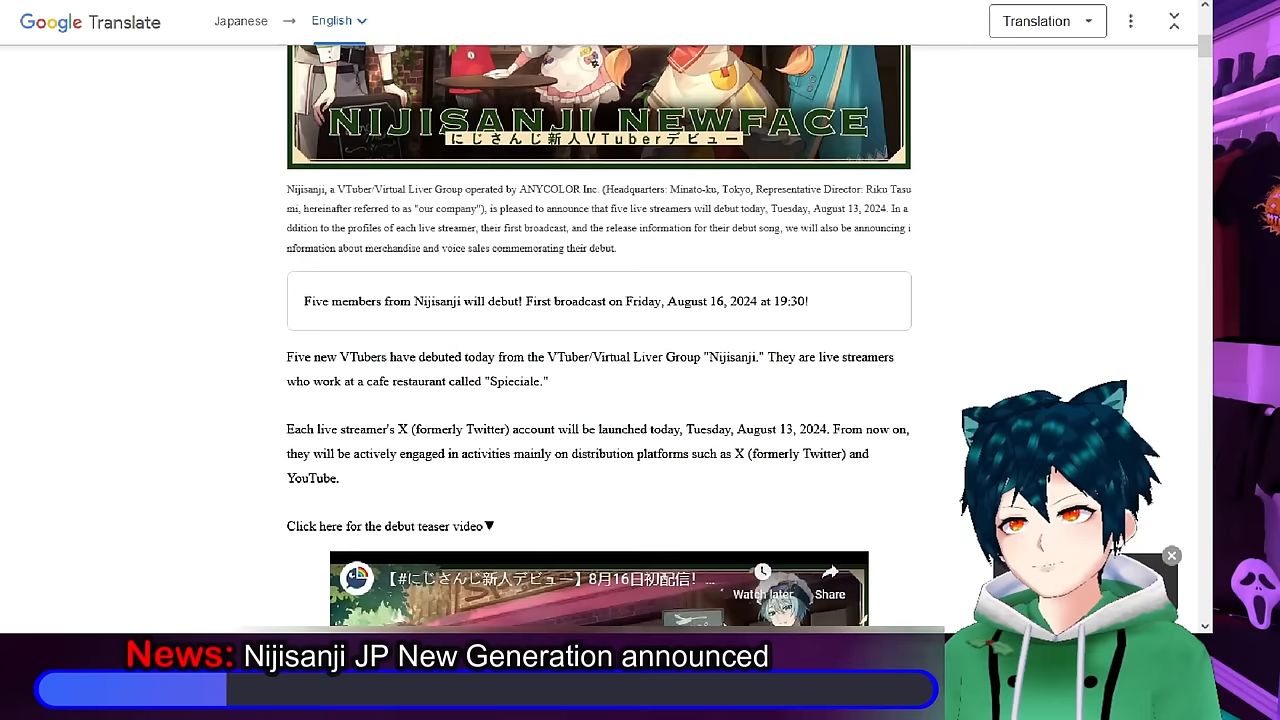 Google Translate
Japanese → English
Translation
NIJISANJI NEWFACE
にじさんじ新人VTuberデビュー
Nijisanji, a VTuber/Virtual Liver Group operated by ANYCOLOR Inc. (Headquarters: Minato-ku, Tokyo, Representative Director: Riku Tasu
mi, hereinafter referred to as "our company"), is pleased to announce that five live streamers will debut today, Tuesday, August 13, 2024. In a
ddition to the profiles of each live streamer, their first broadcast, and the release information for their debut song, we will also be announcing i
nformation about merchandise and voice sales commemorating their debut.
Five members from Nijisanji will debut! First broadcast on Friday, August 16, 2024 at 19:30!
Five new VTubers have debuted today from the VTuber/Virtual Liver Group "Nijisanji." They are live streamers
who work at a cafe restaurant called "Spieciale."
Each live streamer's X (formerly Twitter) account will be launched today, Tuesday, August 13, 2024. From now on,
they will be actively engaged in activities mainly on distribution platforms such as X (formerly Twitter) and
YouTube.
Click here for the debut teaser video▼
【#にじさんじ新人デビュー】8月16日初配信! ...
Watch later
Share
News: Nijisanji JP New Generation announced